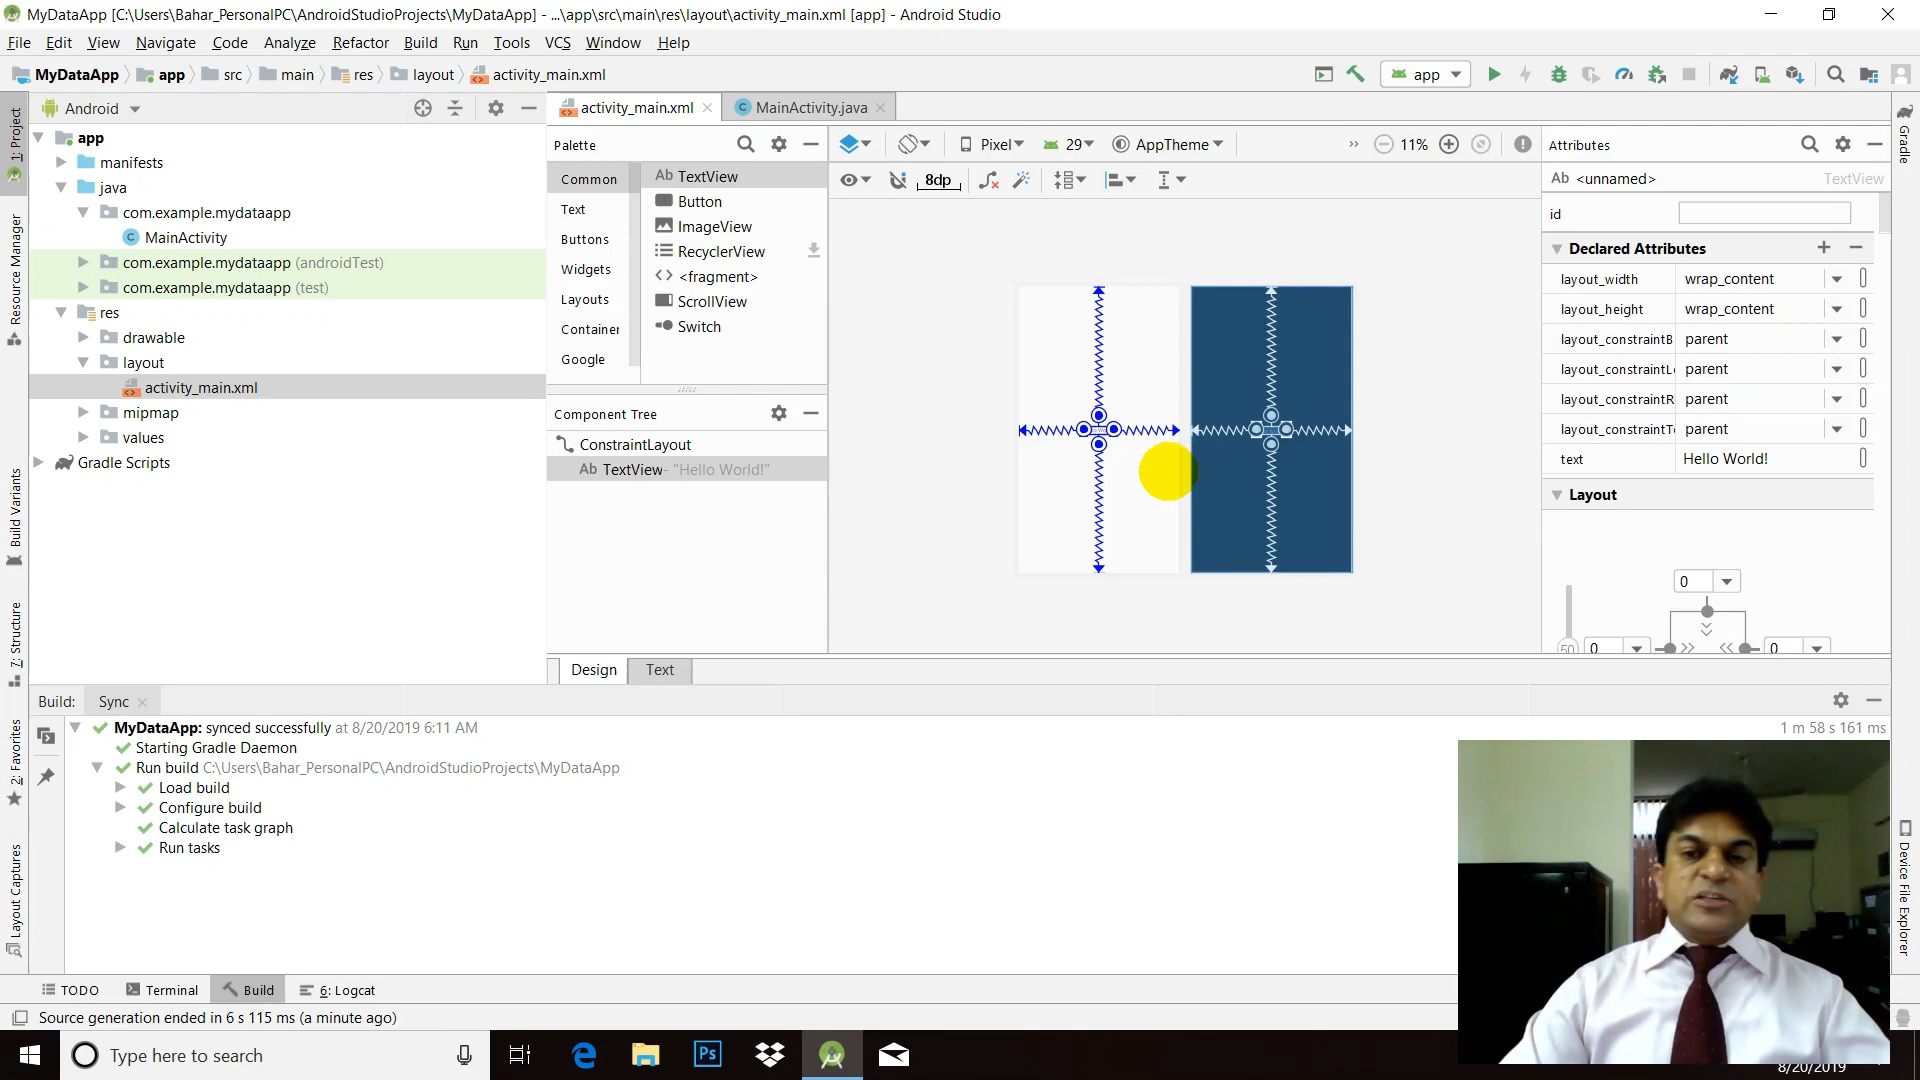 MyDataApp [C:\Users\Bahar_PersonalPC\AndroidStudioProjects\MyDataApp] - ...\app\src\main\res\layout\activity_main.xml [app] - Android Studio
File Edit View Navigate Code Analyze Refactor Build Run Tools VCS Window Help
MyDataApp app src main res layout activity_main.xml app
1: Project
Resource Manager
Build Variants
7: Structure
2: Favorites
Layout Captures
Android
app
manifests
java
com.example.mydataapp
MainActivity
com.example.mydataapp (androidTest)
com.example.mydataapp (test)
res
drawable
layout
activity_main.xml
mipmap
values
Gradle Scripts
activity_main.xml MainActivity.java
Palette
Common
Text
Buttons
Widgets
Layouts
Container
Google
Ab TextView
Button
ImageView
RecyclerView
<fragment>
ScrollView
Switch
Component Tree
ConstraintLayout
Ab TextView- "Hello World!"
Pixel 29 AppTheme 11%
8dp
Design Text
Attributes
Ab <unnamed> TextView
id
Declared Attributes
layout_width wrap_content
layout_height wrap_content
layout_constraintB parent
layout_constraintL parent
layout_constraintR parent
layout_constraintT parent
text Hello World!
Layout
0
50 0 0
Gradle
Device File Explorer
Build: Sync
MyDataApp: synced successfully at 8/20/2019 6:11 AM 1 m 58 s 161 ms
Starting Gradle Daemon
Run build C:\Users\Bahar_PersonalPC\AndroidStudioProjects\MyDataApp
Load build
Configure build
Calculate task graph
Run tasks
TODO Terminal Build 6: Logcat
Source generation ended in 6 s 115 ms (a minute ago)
Type here to search
Ps
8/20/2019